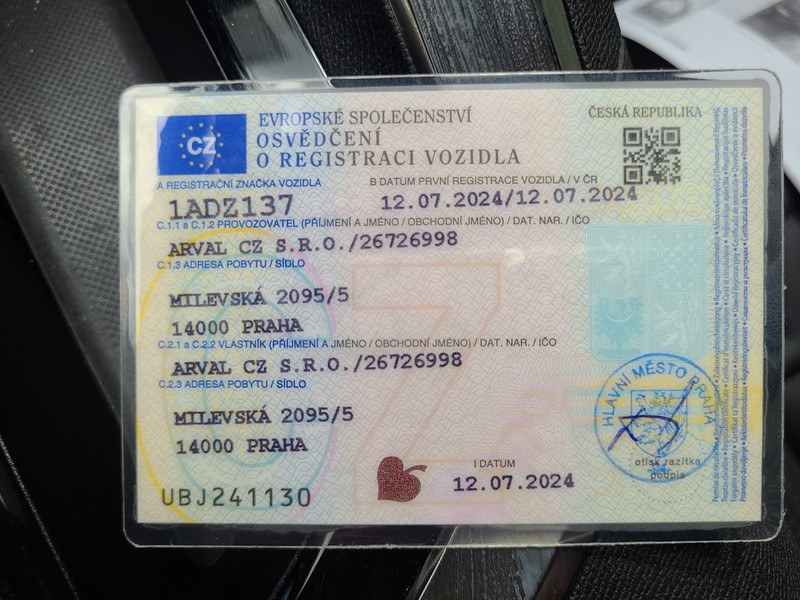 EVROPSKÉ SPOLEČENSTVÍ
ČESKÁ REPUBLIKA
CZ
OSVĚDČENÍ
O REGISTRACI VOZIDLA
A REGISTRAČNÍ ZNAČKA VOZIDLA
B DATUM PRVNÍ REGISTRACE VOZIDLA / V ČR
1ADZ137
12.07.2024/12.07.2024
C.1.1 a C.1.2 PROVOZOVATEL (PŘÍJMENÍ A JMÉNO / OBCHODNÍ JMÉNO) / DAT. NAR. / IČO
ARVAL CZ S.R.O./26726998
C.1.3 ADRESA POBYTU / SÍDLO
MILEVSKÁ 2095/5
14000 PRAHA
C.2.1 a C.2.2 VLASTNÍK (PŘÍJMENÍ A JMÉNO / OBCHODNÍ JMÉNO) / DAT. NAR. / IČO
ARVAL CZ S.R.O./26726998
C.2.3 ADRESA POBYTU / SÍDLO
MILEVSKÁ 2095/5
14000 PRAHA
HLAVNÍ MĚSTO PRAHA
otisk razítka
podpis
I DATUM
12.07.2024
UBJ241130